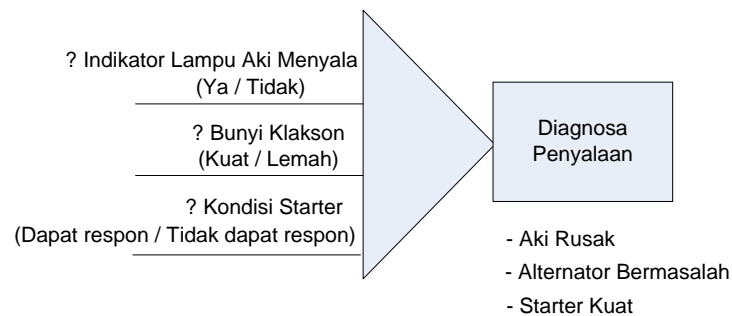 ? Indikator Lampu Aki Menyala
(Ya / Tidak)
? Bunyi Klakson
(Kuat / Lemah)
? Kondisi Starter
(Dapat respon / Tidak dapat respon)
Diagnosa
Penyalaan
- Aki Rusak
- Alternator Bermasalah
- Starter Kuat